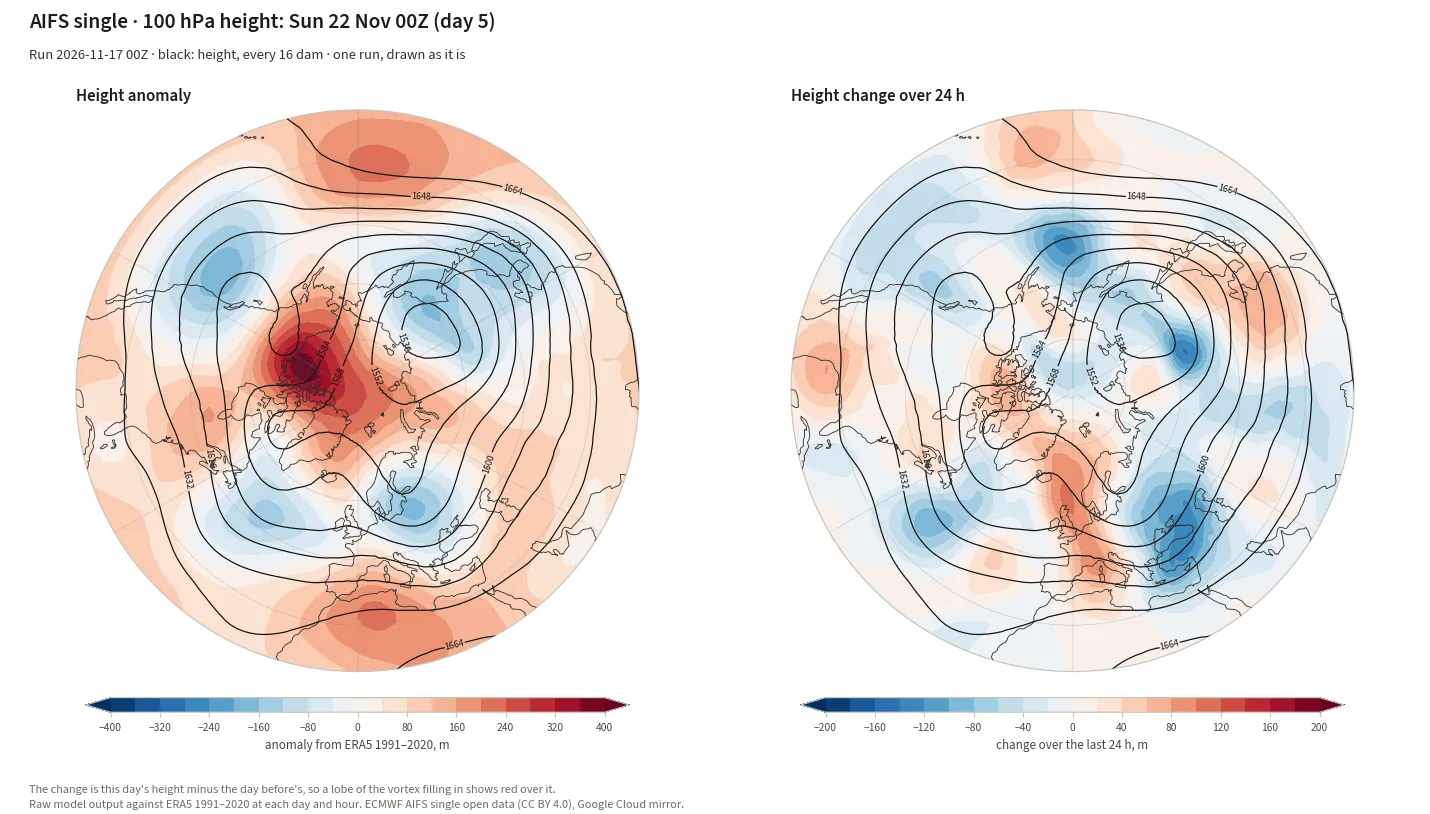 AIFS single · 100 hPa height: Sun 22 Nov 00Z (day 5)
Run 2026-11-17 00Z · black: height, every 16 dam · one run, drawn as it is
Height anomaly
Height change over 24 h
1664
1648
1584
1568
1536
1552
1616
1632
1600
1664
1664
1648
1584
1568
1536
1552
1616
1632
1600
1664
−400 −320 −240 −160 −80 0 80 160 240 320 400
anomaly from ERA5 1991–2020, m
−200 −160 −120 −80 −40 0 40 80 120 160 200
change over the last 24 h, m
The change is this day's height minus the day before's, so a lobe of the vortex filling in shows red over it.
Raw model output against ERA5 1991–2020 at each day and hour. ECMWF AIFS single open data (CC BY 4.0), Google Cloud mirror.